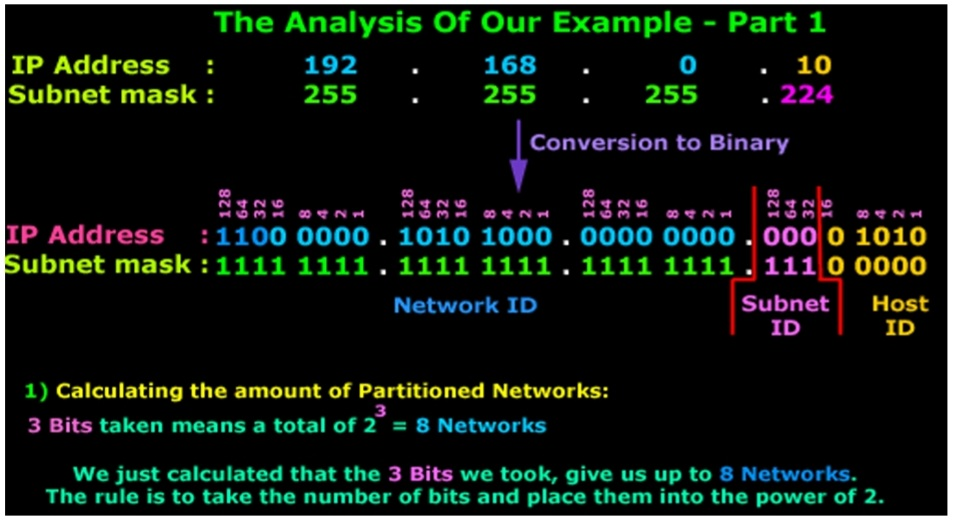 The Analysis Of Our Example - Part 1
IP Address : 192 . 168 . 0 . 10
Subnet mask : 255 . 255 . 255 . 224
Conversion to Binary
128 64 32 16 8 4 2 1 128 64 32 16 8 4 2 1 128 64 32 16 8 4 2 1 128 64 32 16 8 4 2 1
IP Address : 1100 0000 . 1010 1000 . 0000 0000 . 000 0 1010
Subnet mask : 1111 1111 . 1111 1111 . 1111 1111 . 111 0 0000
Network ID Subnet ID Host ID
1) Calculating the amount of Partitioned Networks:
3 Bits taken means a total of 2³ = 8 Networks
We just calculated that the 3 Bits we took, give us up to 8 Networks.
The rule is to take the number of bits and place them into the power of 2.